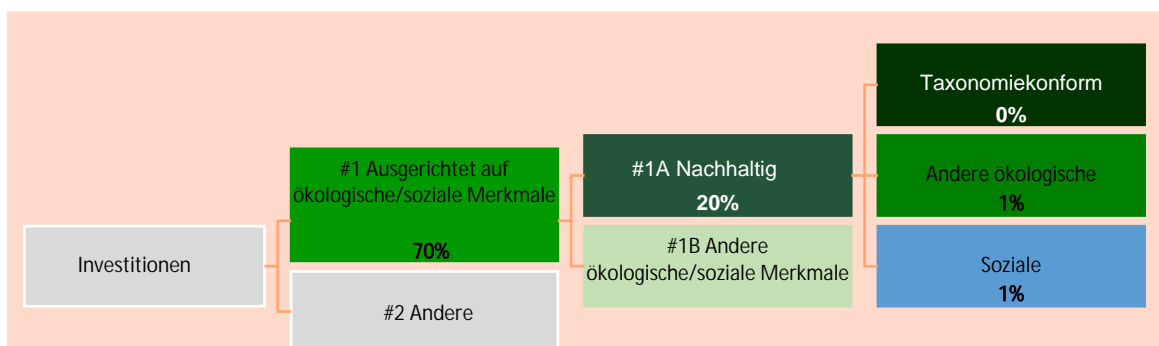 Investitionen
#1 Ausgerichtet auf
ökologische/soziale Merkmale
70%
#2 Andere
#1A Nachhaltig
20%
#1B Andere
ökologische/soziale Merkmale
Taxonomiekonform
0%
Andere ökologische
1%
Soziale
1%